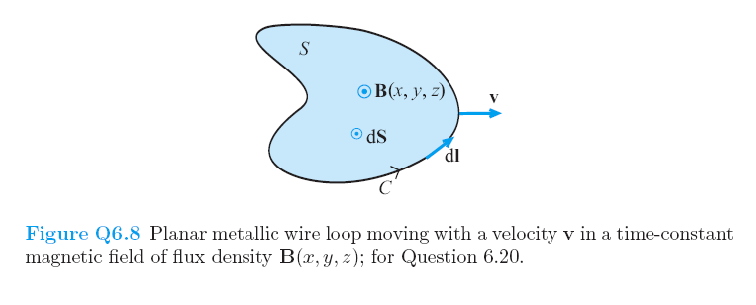 S
B(x, y, z)
v
dS
dl
C
Figure Q6.8 Planar metallic wire loop moving with a velocity v in a time-constant
magnetic field of flux density B(x, y, z); for Question 6.20.